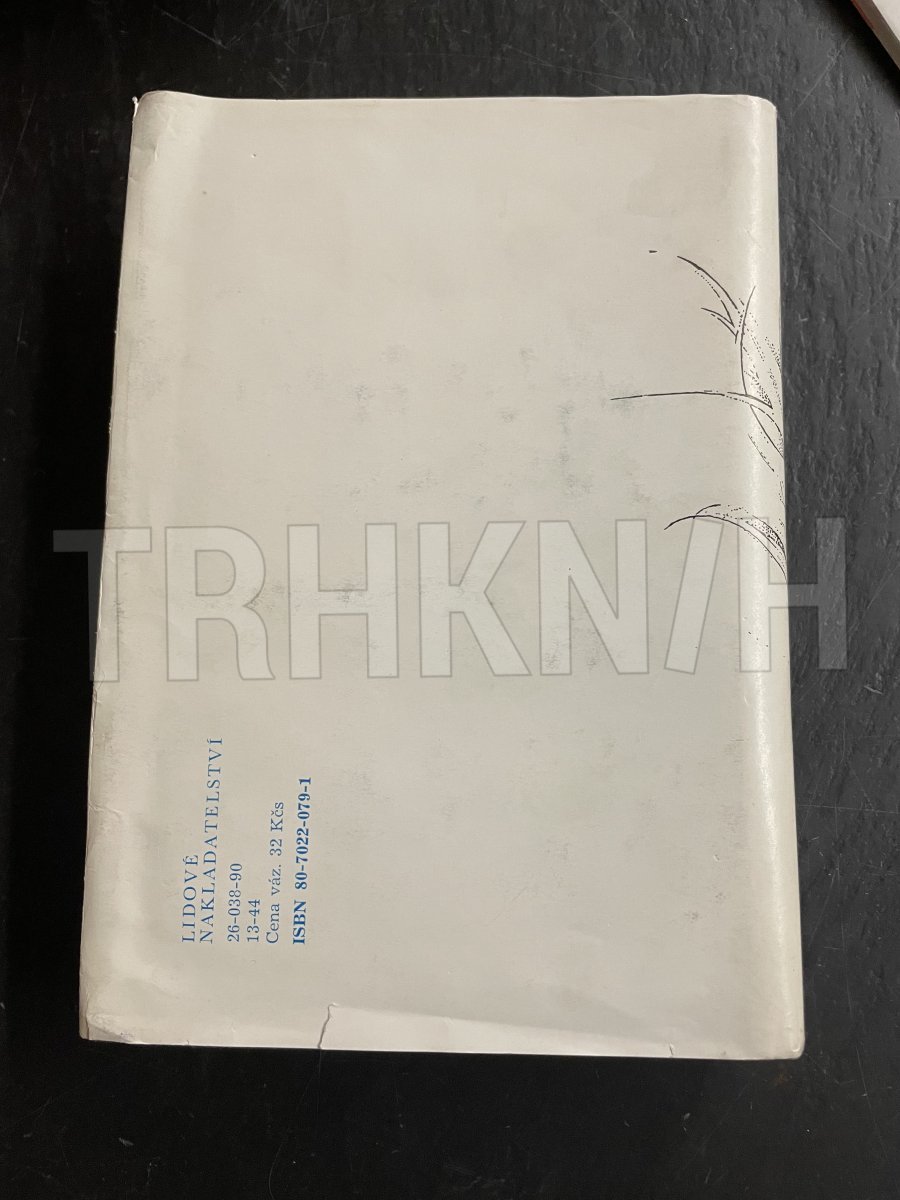 LIDOVÉ
NAKLADATELSTVÍ
26-038-90
13-44
Cena váz. 32 Kčs
ISBN 80-7022-079-1
TRHKNIH